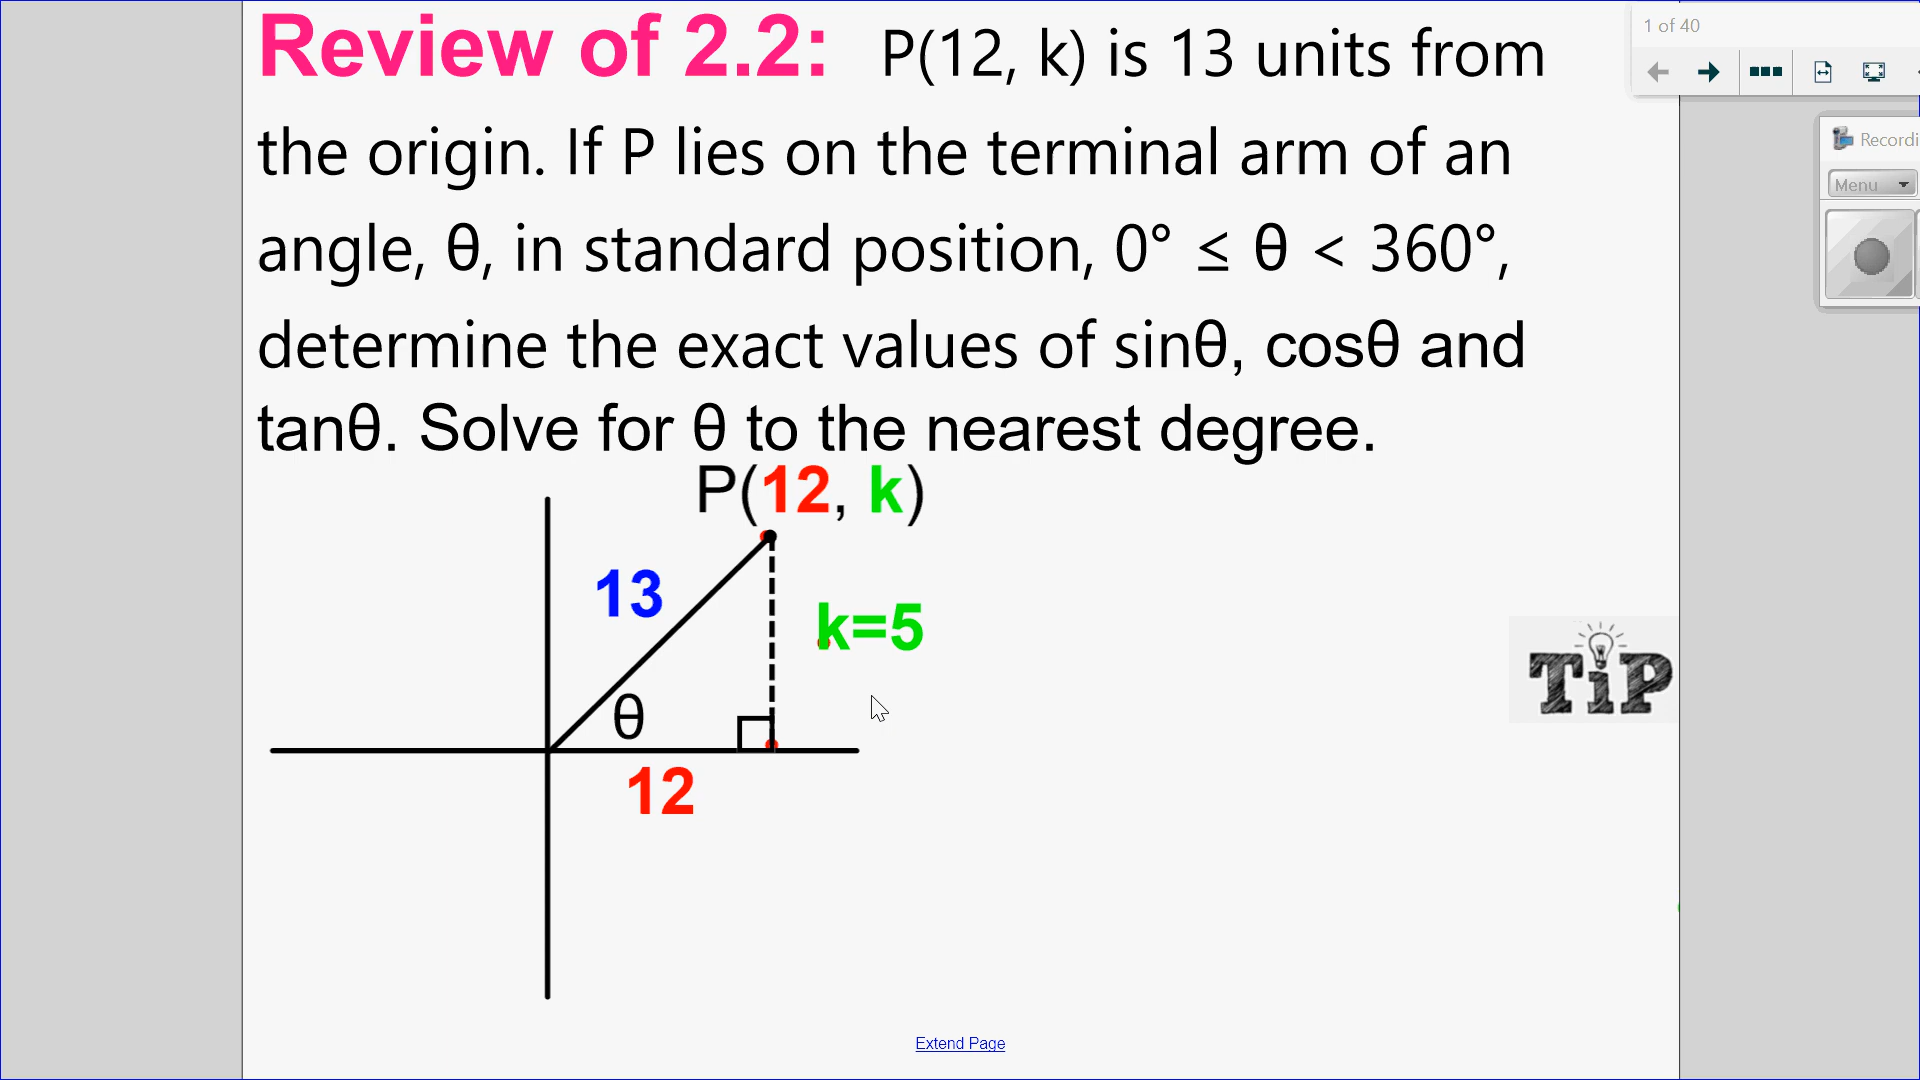 Review of 2.2: P(12, k) is 13 units from
the origin. If P lies on the terminal arm of an
angle, θ, in standard position, 0° ≤ θ < 360°,
determine the exact values of sinθ, cosθ and
tanθ. Solve for θ to the nearest degree.
P(12, k)
13
k=5
θ
12
TiP
Extend Page
1 of 40
Recordi
Menu